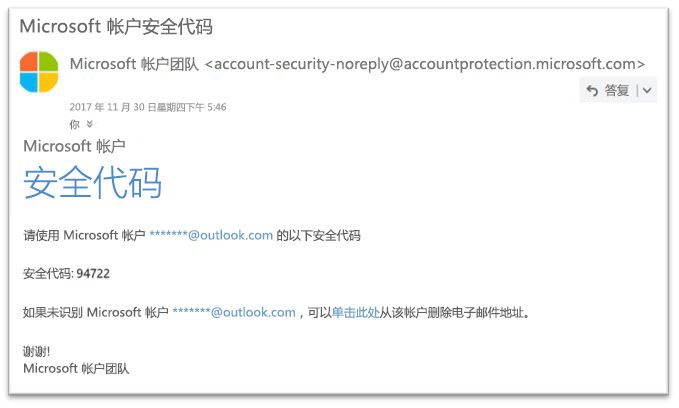 Microsoft 帐户安全代码
Microsoft 帐户团队 <account-security-noreply@accountprotection.microsoft.com>
答复
2017 年 11 月 30 日星期四下午 5:46
你
Microsoft 帐户
安全代码
请使用 Microsoft 帐户 *******@outlook.com 的以下安全代码
安全代码: 94722
如果未识别 Microsoft 帐户 *******@outlook.com，可以单击此处从该帐户删除电子邮件地址。
谢谢!
Microsoft 帐户团队